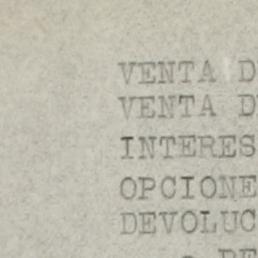 VENTA D
VENTA D
INTERES
OPCIONE
DEVOLUC